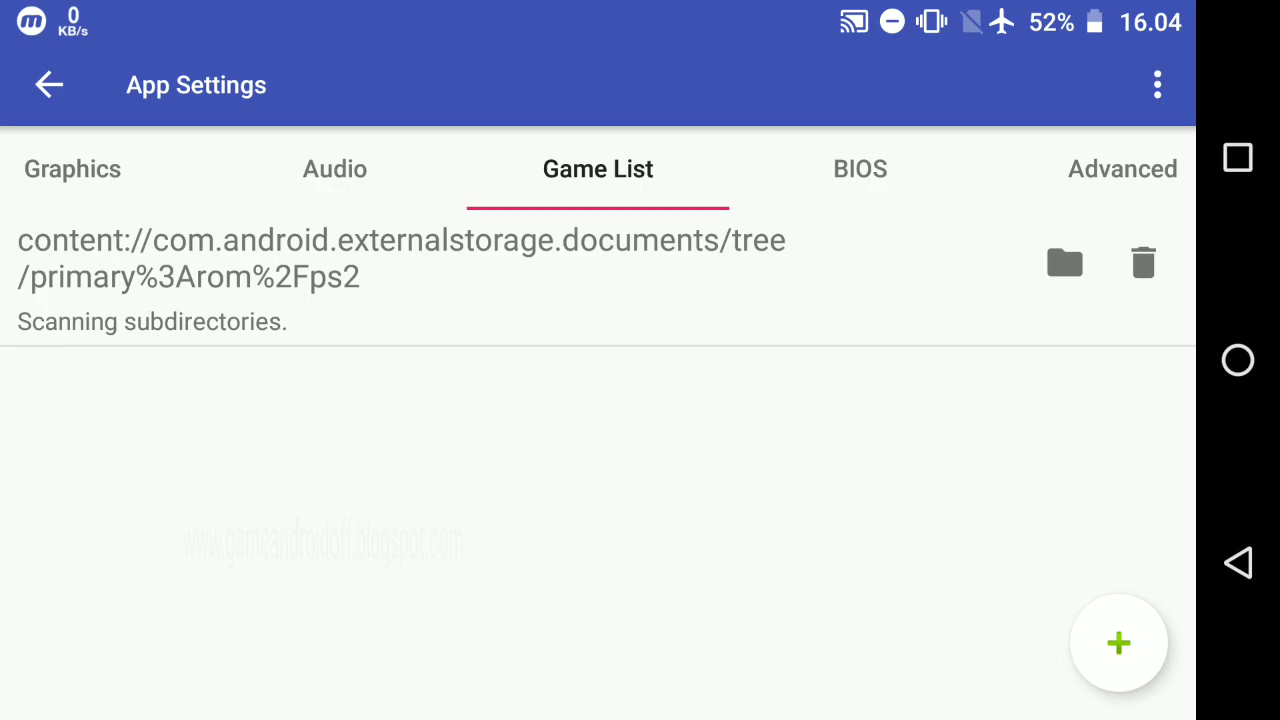 m 0 KB/s 52% 16.04
App Settings
Graphics Audio Game List BIOS Advanced
content://com.android.externalstorage.documents/tree
/primary%3Arom%2Fps2
Scanning subdirectories.
www.gameandroidoff.blogspot.com